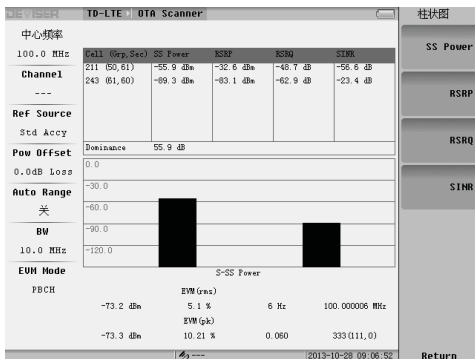 DEVISER TD-LTE OTA Scanner 柱状图
中心频率
100.0 MHz
Channel
---
Ref Source
Std Accy
Pow Offset
0.0dB Loss
Auto Range
关
BW
10.0 MHz
EVM Mode
PBCH
Cell (Grp,Sec) SS Power RSRP RSRQ SINR
211 (50,61) -55.9 dBm -32.6 dBm -48.7 dB -56.6 dB
243 (61,60) -89.3 dBm -83.1 dBm -62.9 dB -23.4 dB
Dominance 55.9 dB
0.0
-30.0
-60.0
-90.0
-120.0
S-SS Power
EVM(rms)
-73.2 dBm 5.1 % 6 Hz 100.000006 MHz
EVM(pk)
-73.3 dBm 10.21 % 0.060 333(111,0)
--- 2013-10-28 09:06:52
SS Power
RSRP
RSRQ
SINR
Return